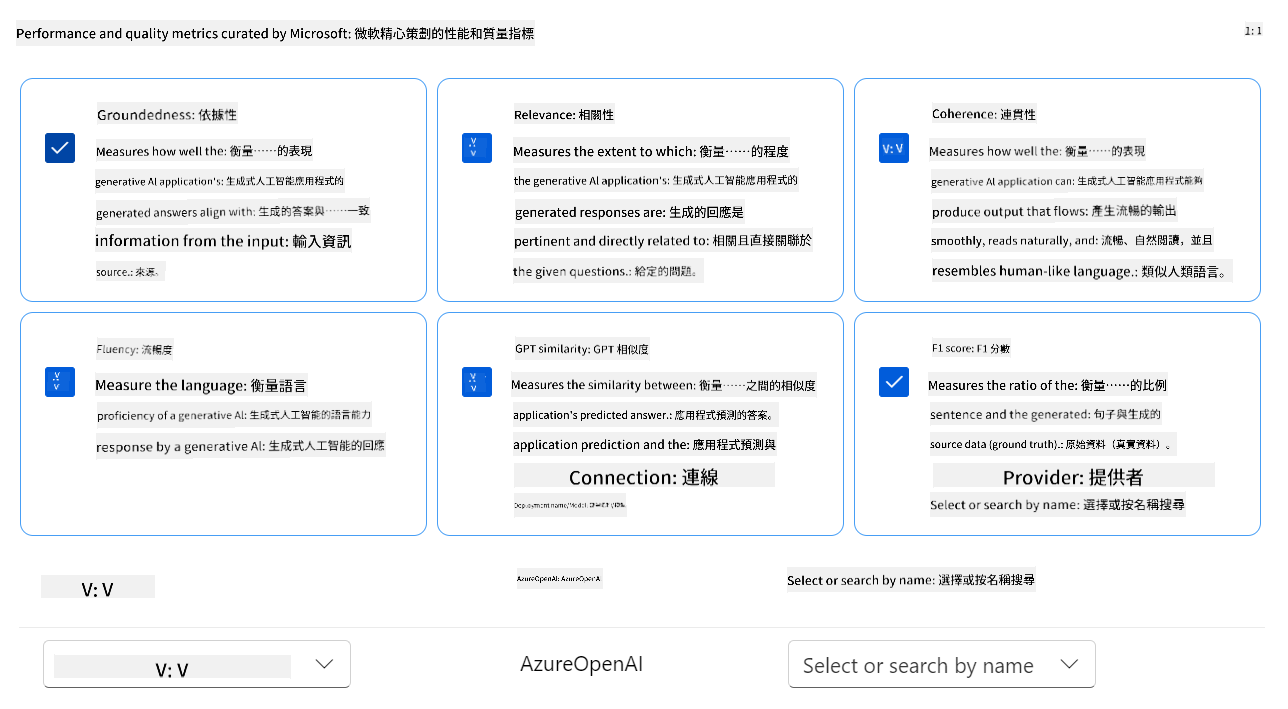 Performance and quality metrics curated by Microsoft: 微軟精心策劃的性能和質量指標
1: 1
Groundedness: 依據性
Measures how well the: 衡量……的表現
generative AI application's: 生成式人工智能應用程式的
generated answers align with: 生成的答案與……一致
information from the input: 輸入資訊
source.: 來源。
V
V
Relevance: 相關性
Measures the extent to which: 衡量……的程度
the generative AI application's: 生成式人工智能應用程式的
generated responses are: 生成的回應是
pertinent and directly related to: 相關且直接關聯於
the given questions.: 給定的問題。
V: V
Coherence: 連貫性
Measures how well the: 衡量……的表現
generative AI application can: 生成式人工智能應用程式能夠
produce output that flows: 產生流暢的輸出
smoothly, reads naturally, and: 流暢、自然閱讀，並且
resembles human-like language.: 類似人類語言。
V
V
Fluency: 流暢度
Measure the language: 衡量語言
proficiency of a generative AI: 生成式人工智能的語言能力
response by a generative AI: 生成式人工智能的回應
V
V
GPT similarity: GPT 相似度
Measures the similarity between: 衡量……之間的相似度
application's predicted answer.: 應用程式預測的答案。
application prediction and the: 應用程式預測與
Connection: 連線
Deployment name/Model:
F1 score: F1 分數
Measures the ratio of the: 衡量……的比例
sentence and the generated: 句子與生成的
source data (ground truth).: 原始資料（真實資料）。
Provider: 提供者
Select or search by name: 選擇或按名稱搜尋
V: V
AzureOpenAI: AzureOpenAI
Select or search by name: 選擇或按名稱搜尋
V: V
AzureOpenAI
Select or search by name